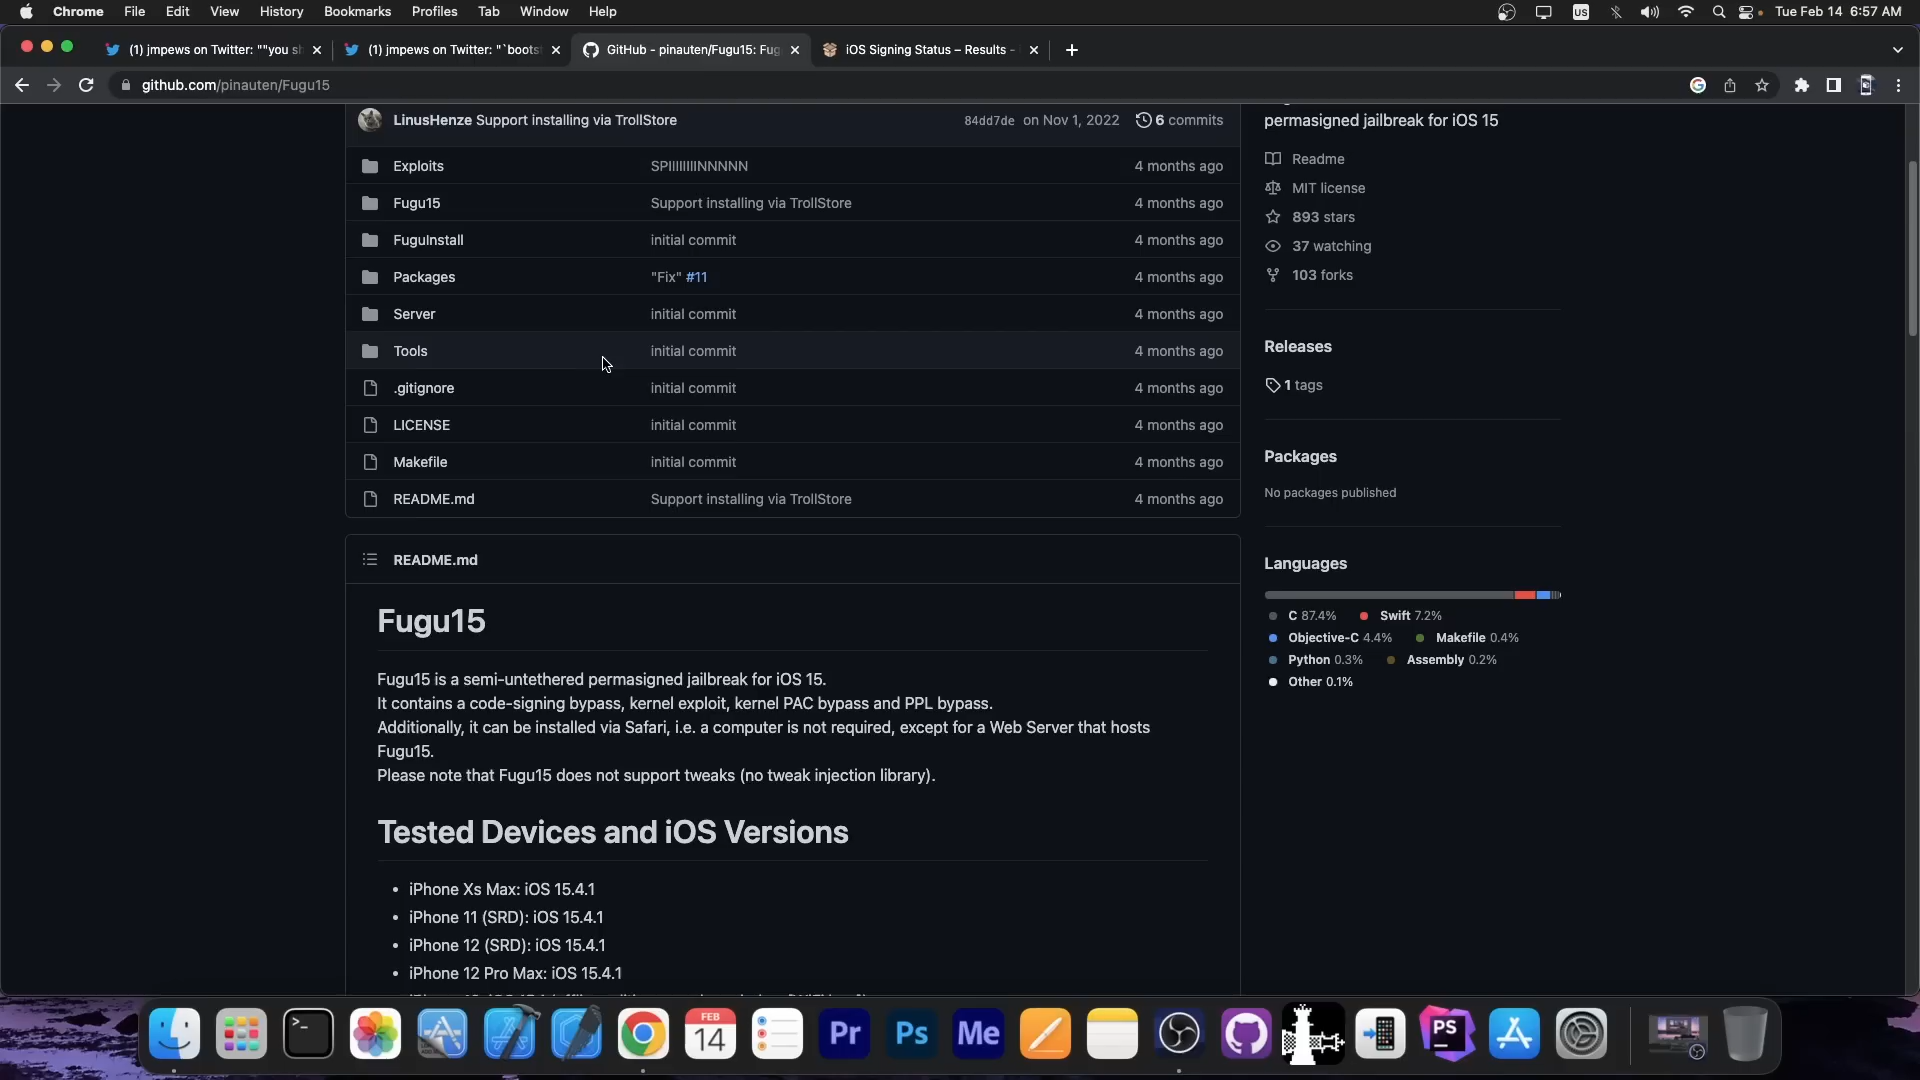 Chrome File Edit View History Bookmarks Profiles Tab Window Help
US Tue Feb 14 6:57 AM
(1) jmpews on Twitter: ""you sh
(1) jmpews on Twitter: "`boots
GitHub - pinauten/Fugu15: Fug
iOS Signing Status – Results -
github.com/pinauten/Fugu15
LinusHenze Support installing via TrollStore 84dd7de on Nov 1, 2022 6 commits
Exploits SPIIIIIIIINNNNN 4 months ago
Fugu15 Support installing via TrollStore 4 months ago
FuguInstall initial commit 4 months ago
Packages "Fix" #11 4 months ago
Server initial commit 4 months ago
Tools initial commit 4 months ago
.gitignore initial commit 4 months ago
LICENSE initial commit 4 months ago
Makefile initial commit 4 months ago
README.md Support installing via TrollStore 4 months ago
README.md
Fugu15
Fugu15 is a semi-untethered permasigned jailbreak for iOS 15.
It contains a code-signing bypass, kernel exploit, kernel PAC bypass and PPL bypass.
Additionally, it can be installed via Safari, i.e. a computer is not required, except for a Web Server that hosts
Fugu15.
Please note that Fugu15 does not support tweaks (no tweak injection library).
Tested Devices and iOS Versions
• iPhone Xs Max: iOS 15.4.1
• iPhone 11 (SRD): iOS 15.4.1
• iPhone 12 (SRD): iOS 15.4.1
• iPhone 12 Pro Max: iOS 15.4.1
permasigned jailbreak for iOS 15
Readme
MIT license
893 stars
37 watching
103 forks
Releases
1 tags
Packages
No packages published
Languages
C 87.4% Swift 7.2%
Objective-C 4.4% Makefile 0.4%
Python 0.3% Assembly 0.2%
Other 0.1%
FEB
14
Pr
Ps
Me
PS